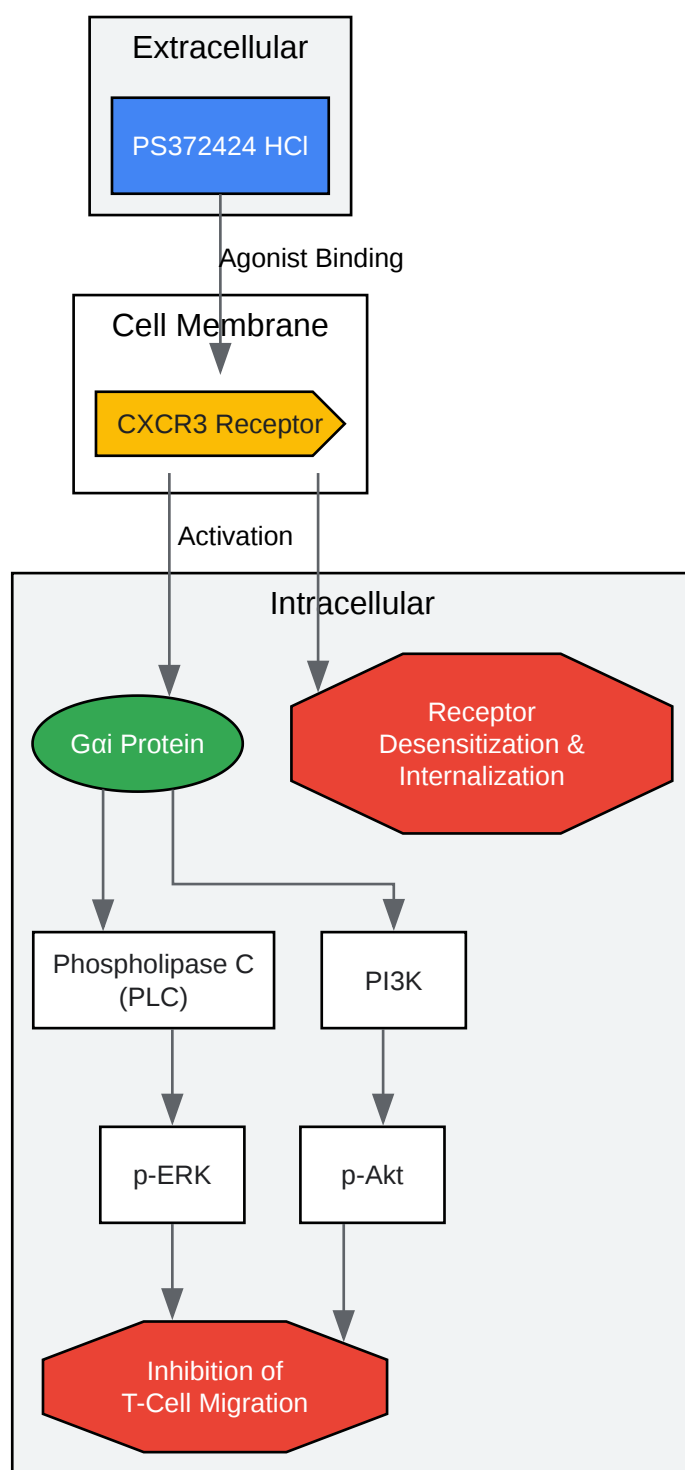 Extracellular
PS372424 HCl
Agonist Binding
Cell Membrane
CXCR3 Receptor
Activation
Intracellular
Gαi Protein
Receptor
Desensitization &
Internalization
Phospholipase C
(PLC)
PI3K
p-ERK
p-Akt
Inhibition of
T-Cell Migration